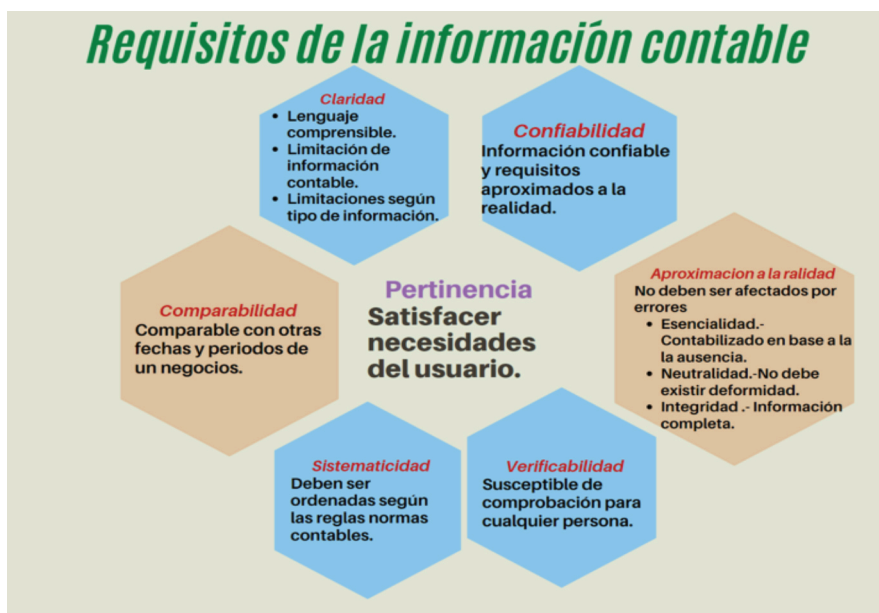 Requisitos de la información contable
Claridad
• Lenguaje
comprensible.
• Limitación de
información
contable.
• Limitaciones según
tipo de información.
Confiabilidad
Información confiable
y requisitos
aproximados a la
realidad.
Comparabilidad
Comparable con otras
fechas y periodos de
un negocios.
Pertinencia
Satisfacer
necesidades
del usuario.
Aproximacion a la ralidad
No deben ser afectados por
errores
• Esencialidad.-
Contabilizado en base a la
la ausencia.
• Neutralidad.-No debe
existir deformidad.
• Integridad .- Información
completa.
Sistematicidad
Deben ser
ordenadas según
las reglas normas
contables.
Verificabilidad
Susceptible de
comprobación para
cualquier persona.